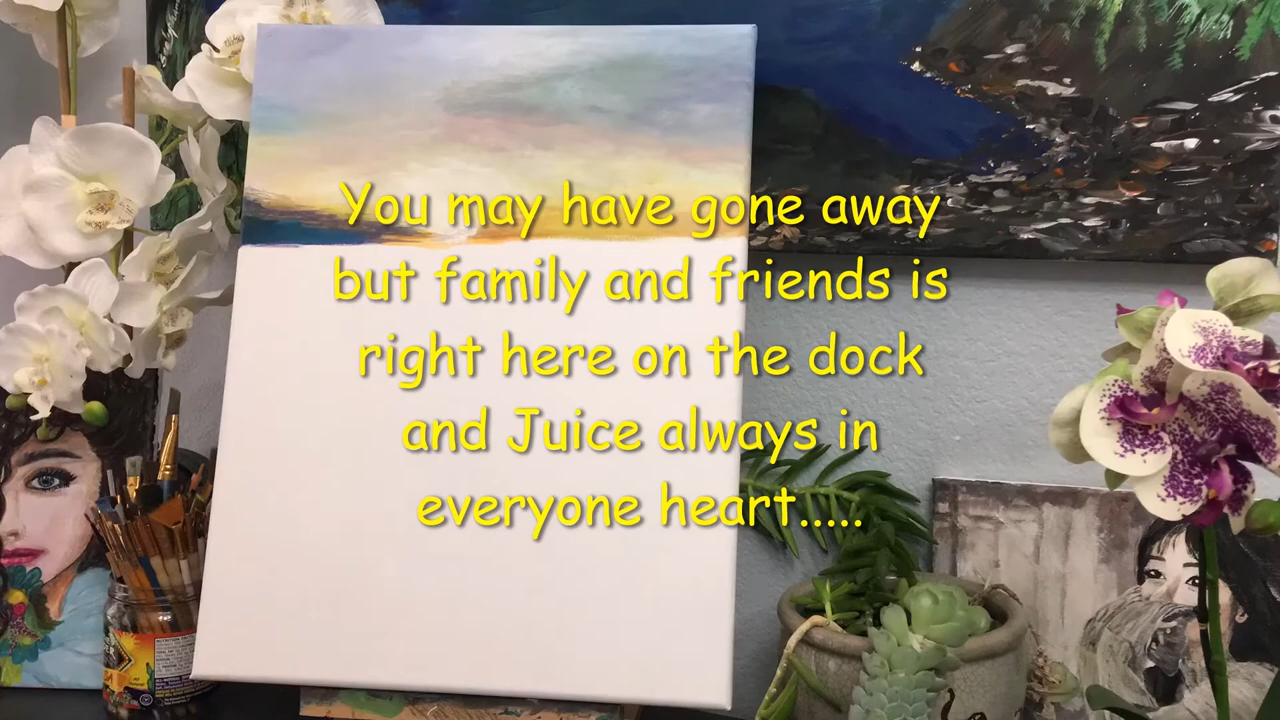 You may have gone away
but family and friends is
right here on the dock
and Juice always in
everyone heart.....